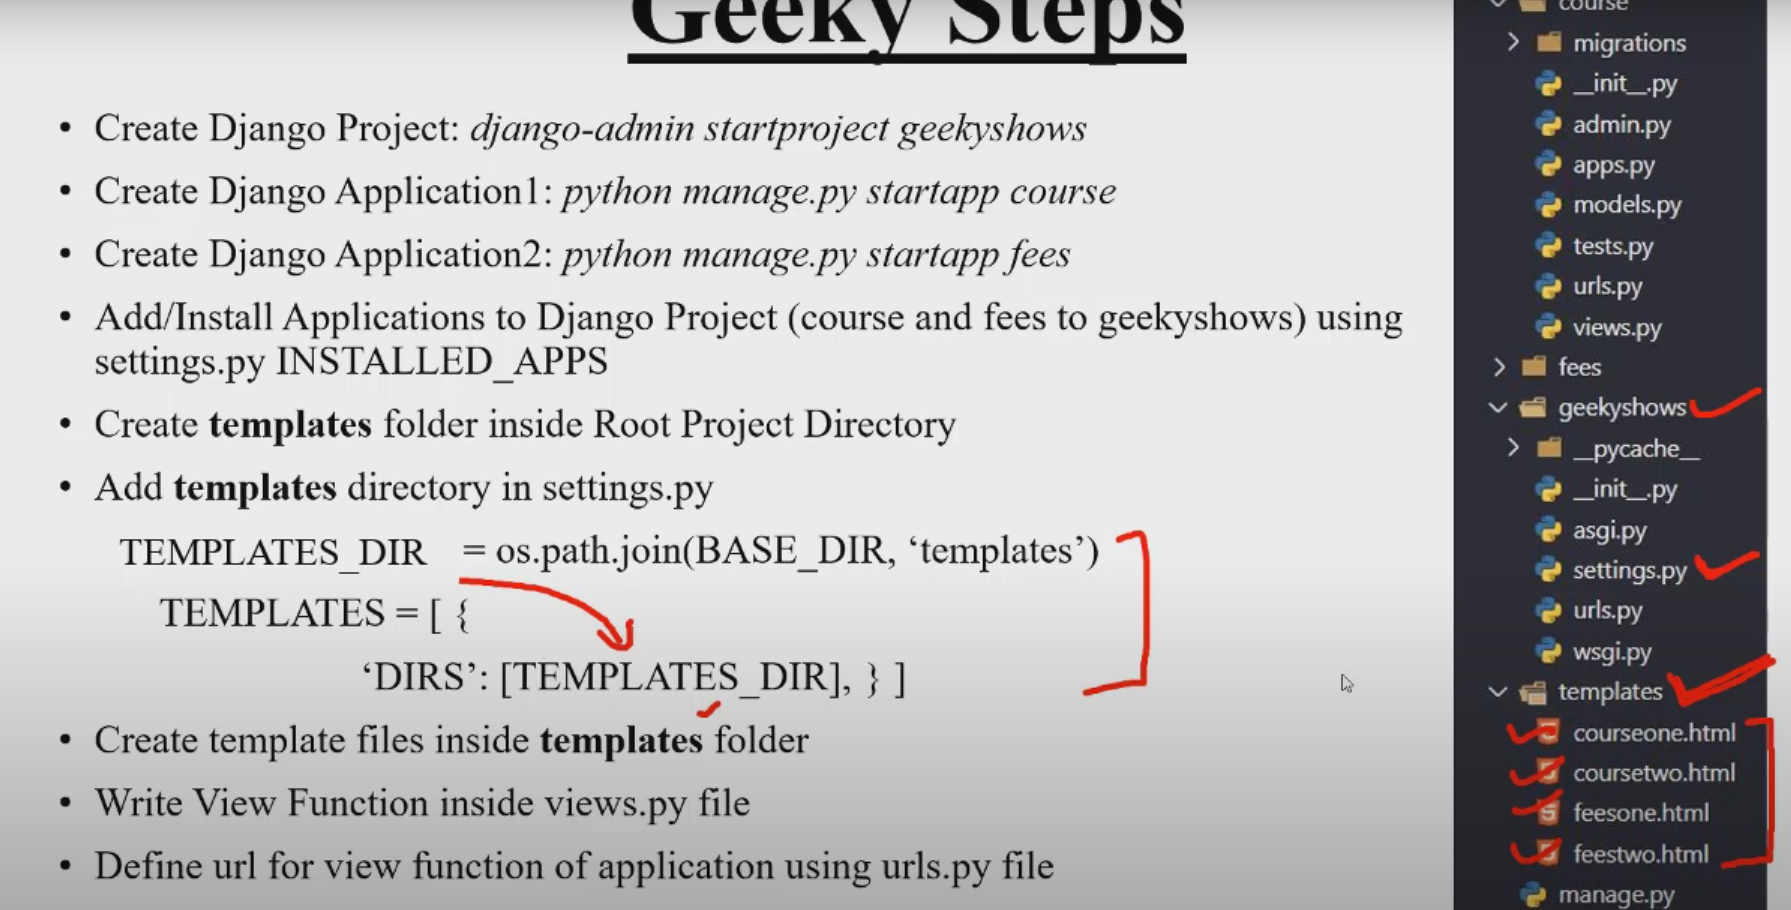 Geeky Steps
• Create Django Project: django-admin startproject geekyshows
• Create Django Application1: python manage.py startapp course
• Create Django Application2: python manage.py startapp fees
• Add/Install Applications to Django Project (course and fees to geekyshows) using
settings.py INSTALLED_APPS
• Create templates folder inside Root Project Directory
• Add templates directory in settings.py
TEMPLATES_DIR = os.path.join(BASE_DIR, ‘templates’)
TEMPLATES = [ {
‘DIRS’: [TEMPLATES_DIR], } ]
• Create template files inside templates folder
• Write View Function inside views.py file
• Define url for view function of application using urls.py file
course
migrations
__init__.py
admin.py
apps.py
models.py
tests.py
urls.py
views.py
fees
geekyshows
__pycache__
__init__.py
asgi.py
settings.py
urls.py
wsgi.py
templates
courseone.html
coursetwo.html
feesone.html
feestwo.html
manage.py